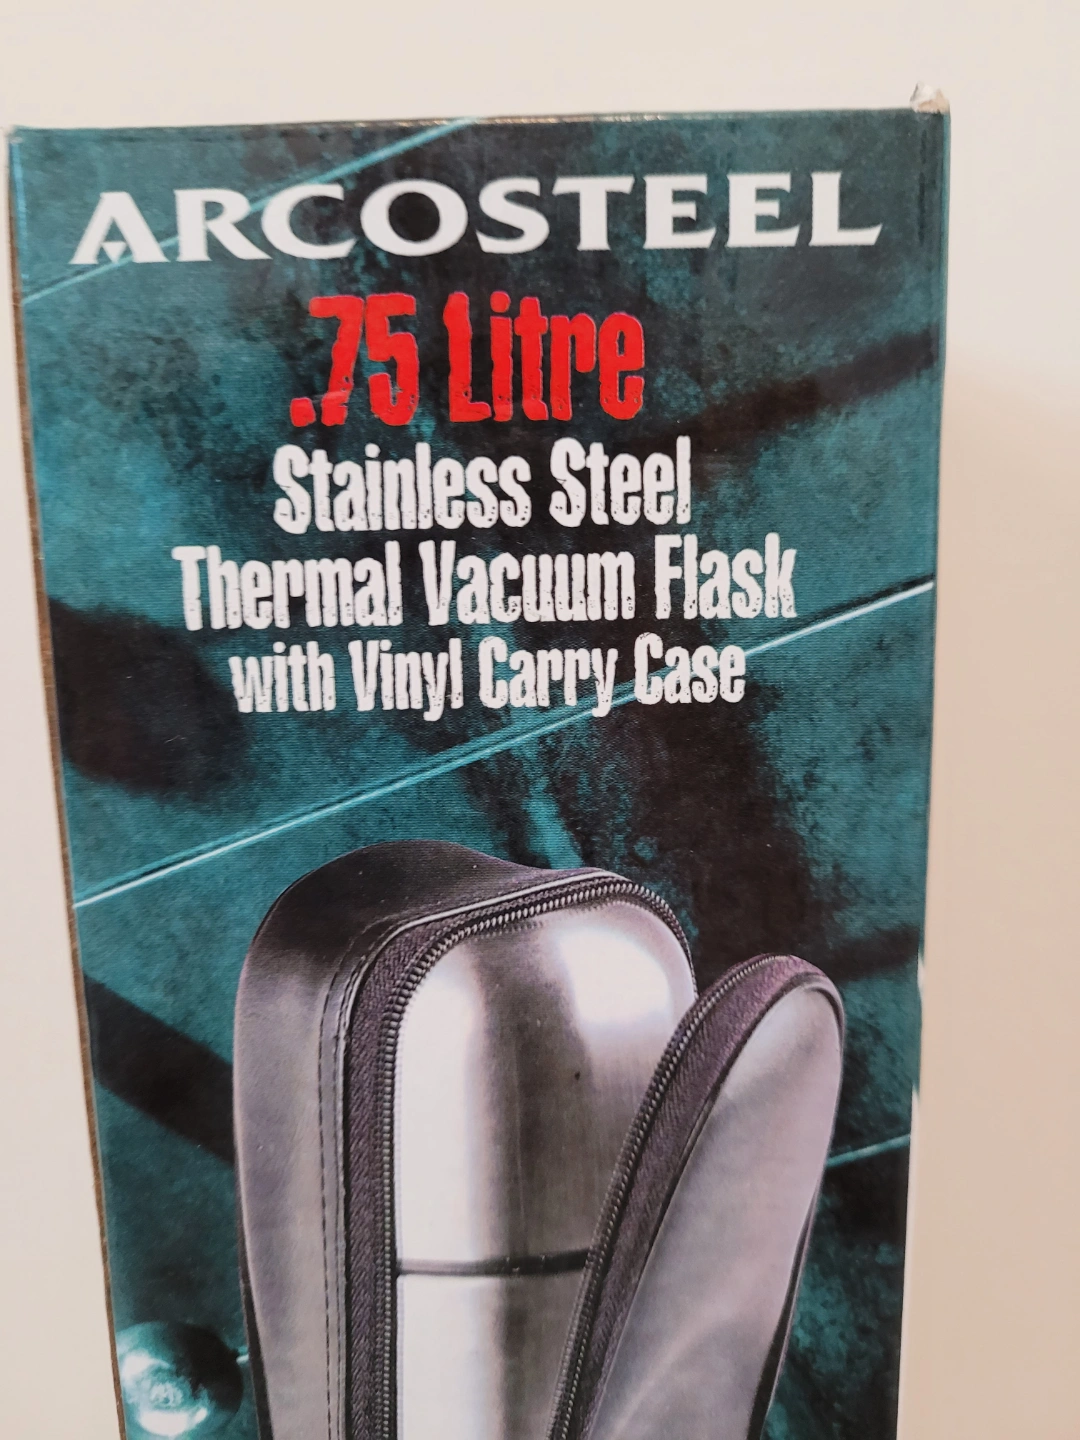 ARCOSTEEL
.75 Litre
Stainless Steel
Thermal Vacuum Flask
with Vinyl Carry Case